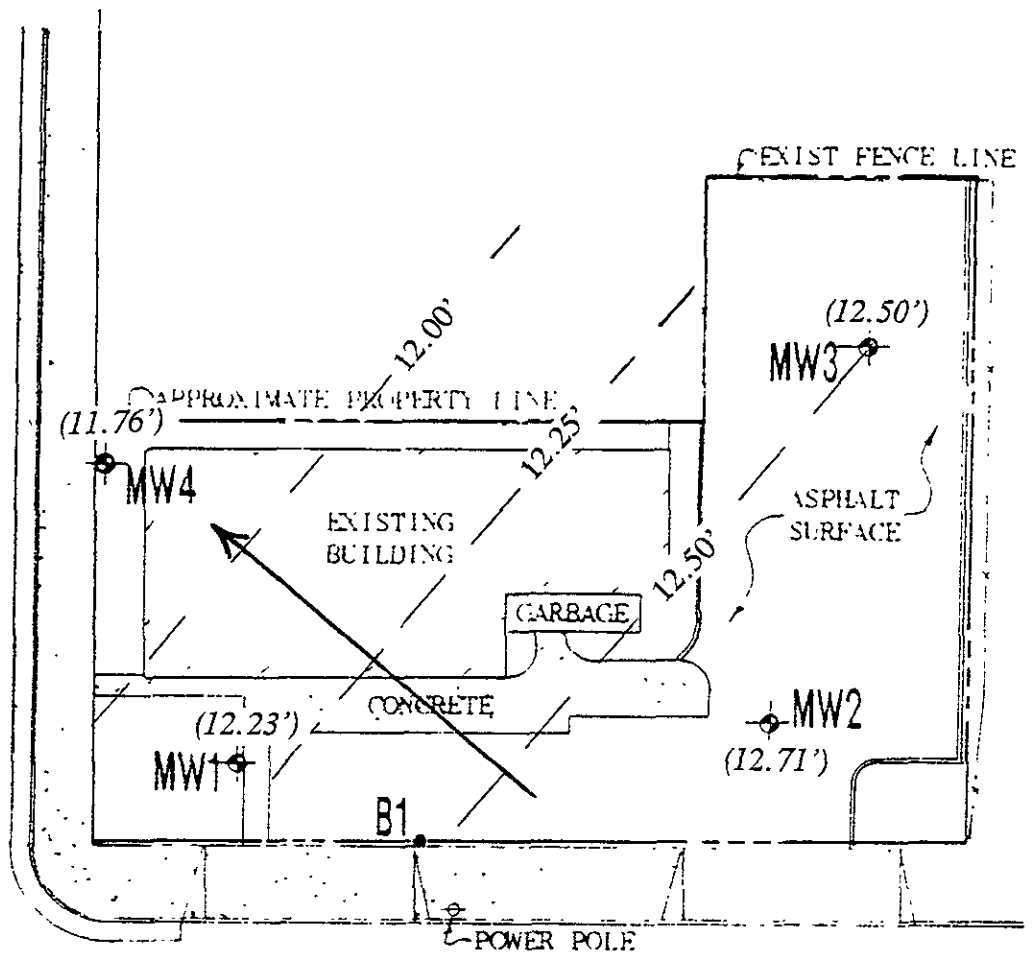 EXIST FENCE LINE
(12.50')
MW3
12.00'
APPROXIMATE PROPERTY LINE
(11.76')
MW4
12.25'
EXISTING
BUILDING
ASPHALT
SURFACE
12.50'
GARBAGE
CONCRETE
(12.23')
MW1
MW2
(12.71')
B1
POWER POLE